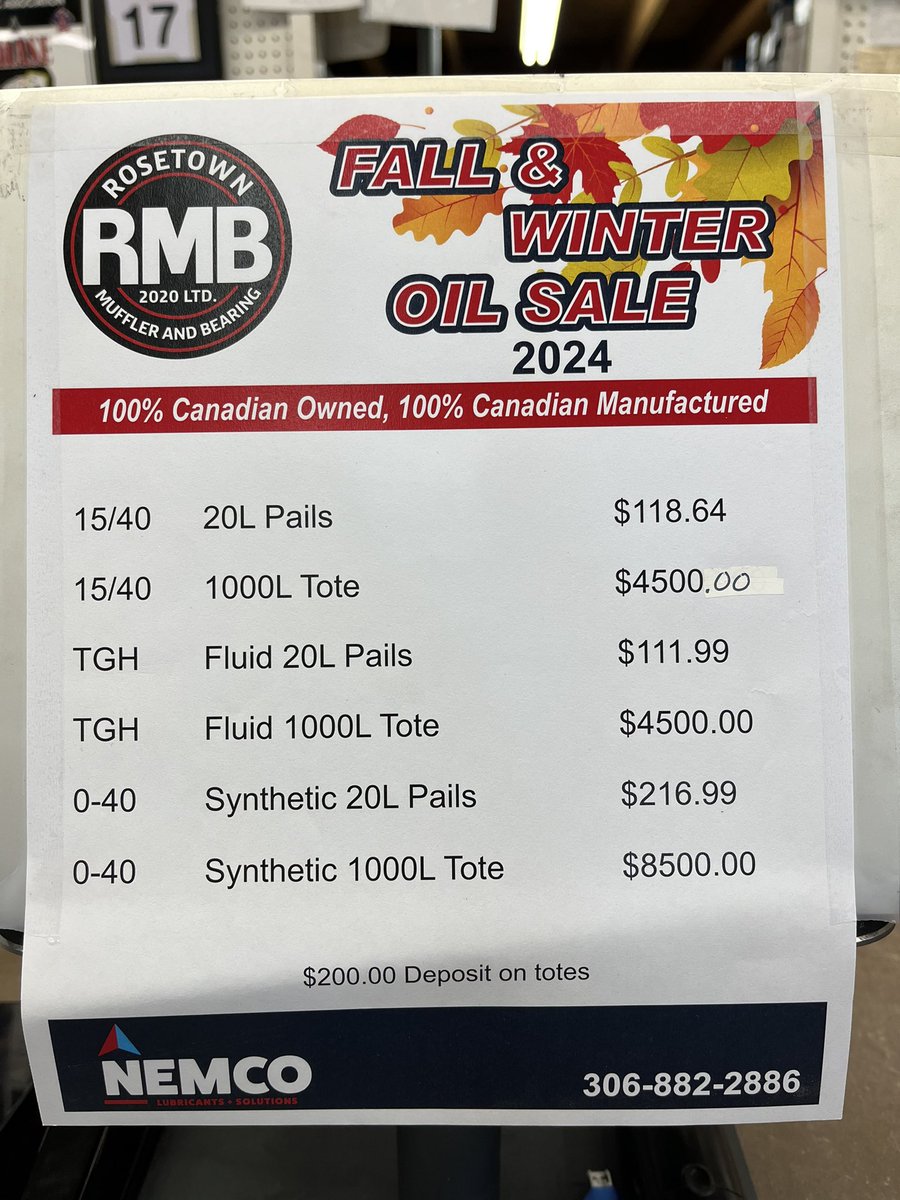 17
ROSETOWN
RMB
2020 LTD.
MUFFLER AND BEARING
FALL &
WINTER
OIL SALE
2024
100% Canadian Owned, 100% Canadian Manufactured
15/40 20L Pails $118.64
15/40 1000L Tote $4500.00
TGH Fluid 20L Pails $111.99
TGH Fluid 1000L Tote $4500.00
0-40 Synthetic 20L Pails $216.99
0-40 Synthetic 1000L Tote $8500.00
$200.00 Deposit on totes
NEMCO
LUBRICANTS + SOLUTIONS
306-882-2886